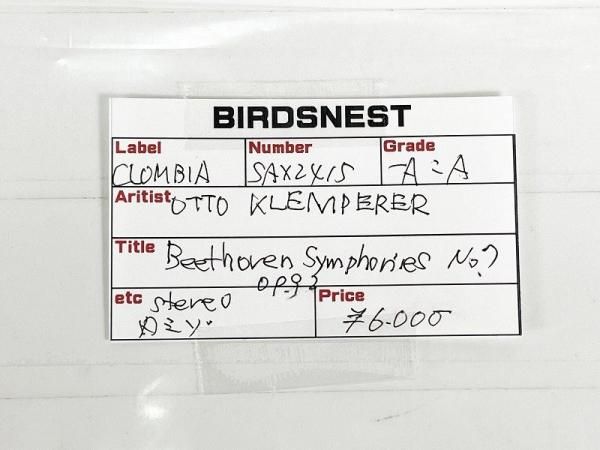 BIRDSNEST
Label Number Grade
CLOMBIA SAX2415 A:A
Aritist OTTO KLEMPERER
Title Beethoven Symphonies No.7
OP.92
etc stereo Price
¥6.000